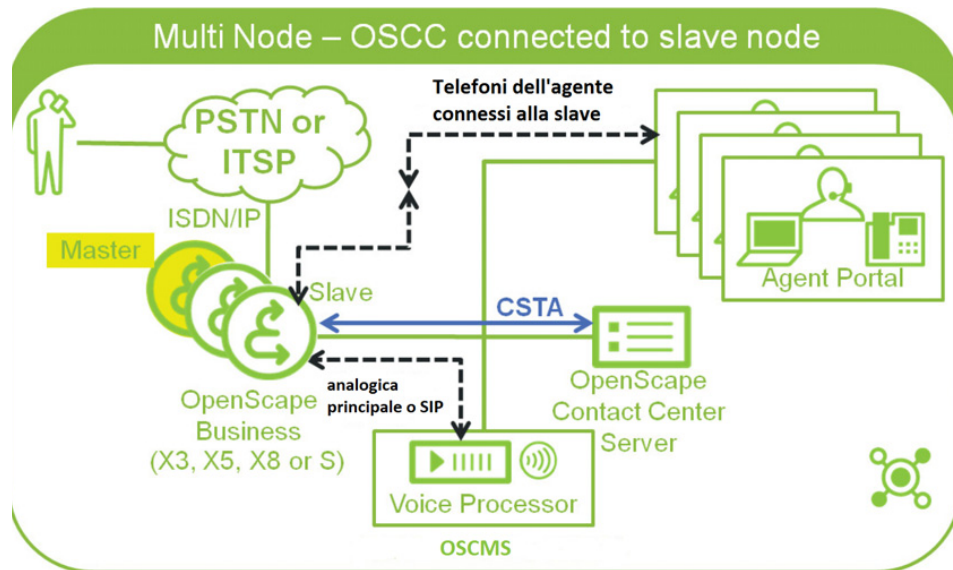 Multi Node – OSCC connected to slave node
Telefoni dell'agente
connessi alla slave
PSTN or
ITSP
ISDN/IP
Master
Slave
CSTA
Agent Portal
analogica
principale o SIP
OpenScape
Business
(X3, X5, X8 or S)
OpenScape
Contact Center
Server
Voice Processor
OSCMS